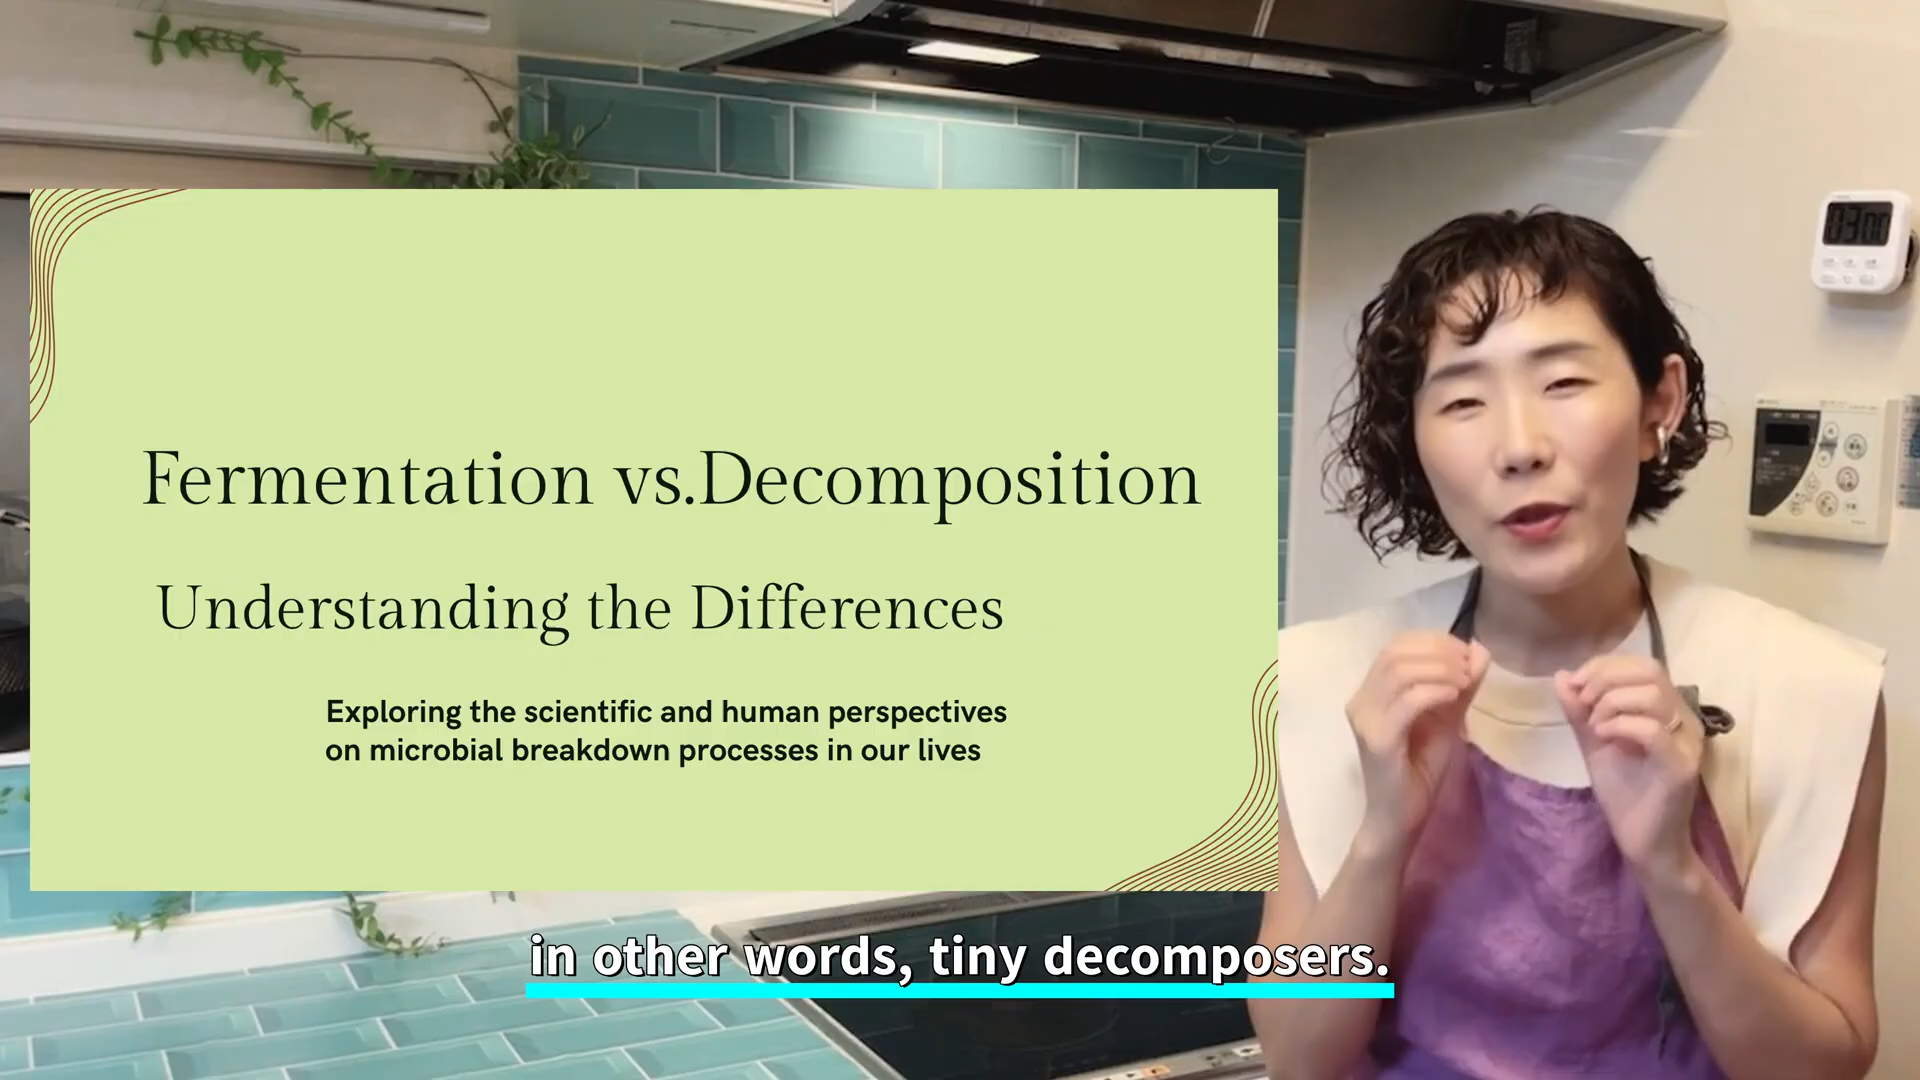 Fermentation vs.Decomposition
Understanding the Differences
Exploring the scientific and human perspectives
on microbial breakdown processes in our lives
in other words, tiny decomposers.